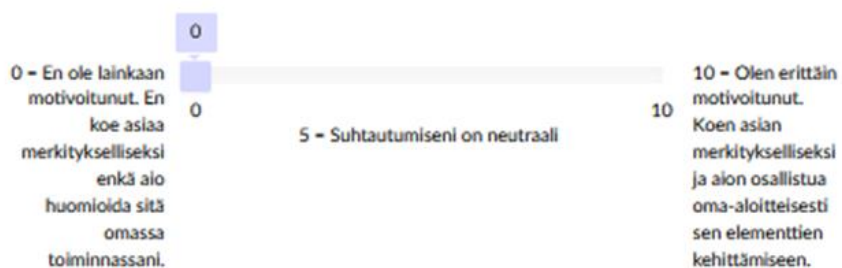 0
0 – En ole lainkaan
motivoitunut. En
koe asiaa
merkitykselliseksi
enkä aio
huomioida sitä
omassa
toiminnassani.
0
5 – Suhtautumiseni on neutraali
10
10 – Olen erittäin
motivoitunut.
Koen asian
merkitykselliseksi
ja aion osallistua
oma-aloitteisesti
sen elementtien
kehittämiseen.